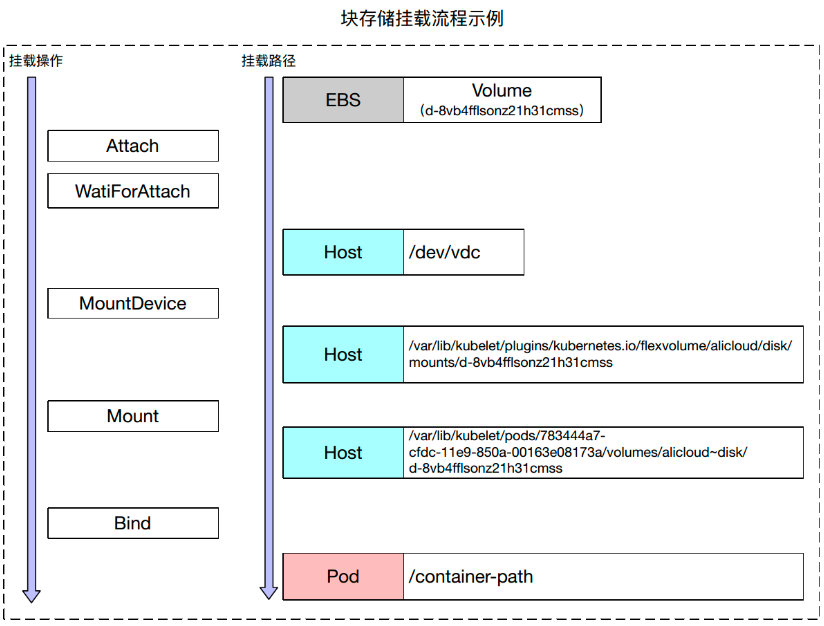 块存储挂载流程示例
挂载操作
挂载路径
EBS
Volume
(d-8vb4fflsonz21h31cmss)
Attach
WatiForAttach
Host
/dev/vdc
MountDevice
Host
/var/lib/kubelet/plugins/kubernetes.io/flexvolume/alicloud/disk/
mounts/d-8vb4fflsonz21h31cmss
Mount
Host
/var/lib/kubelet/pods/783444a7-
cfdc-11e9-850a-00163e08173a/volumes/alicloud~disk/
d-8vb4fflsonz21h31cmss
Bind
Pod
/container-path